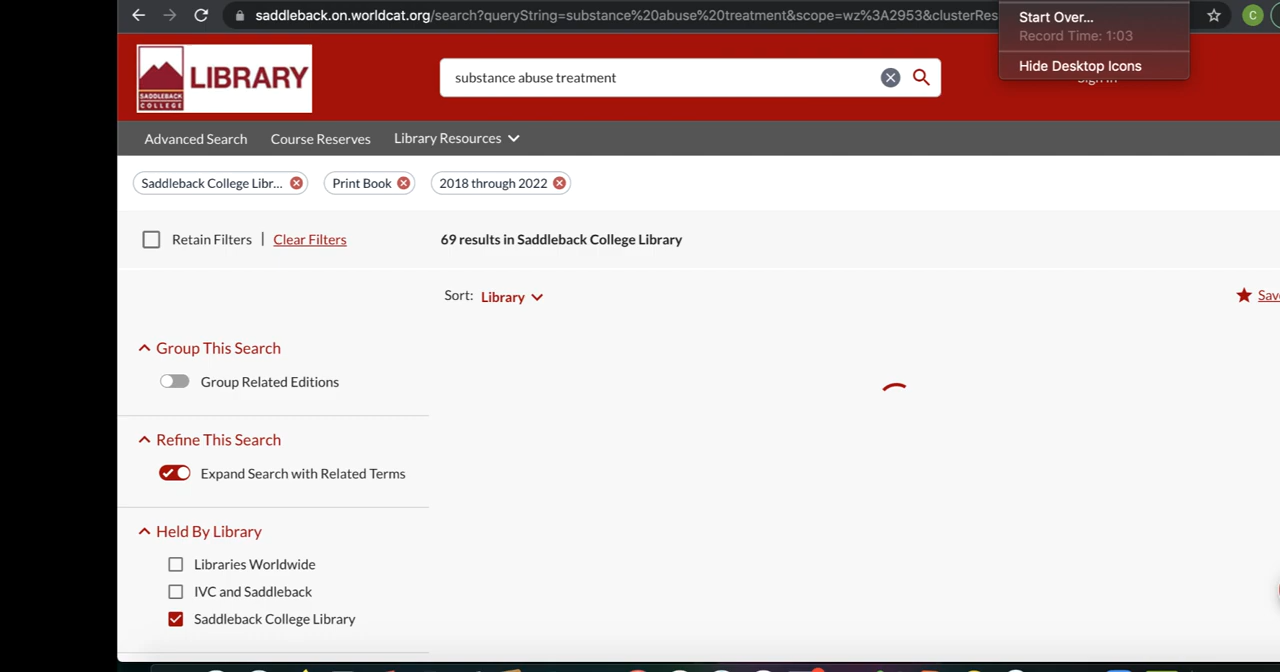 saddleback.on.worldcat.org/search?queryString=substance%20abuse%20treatment&scope=wz%3A2953&clusterRes
Start Over...
Record Time: 1:03
Hide Desktop Icons
C
SADDLEBACK
COLLEGE
LIBRARY
substance abuse treatment
Sign In
Advanced Search Course Reserves Library Resources
Saddleback College Libr... Print Book 2018 through 2022
Retain Filters | Clear Filters 69 results in Saddleback College Library
Sort: Library
Group This Search
Group Related Editions
Refine This Search
Expand Search with Related Terms
Held By Library
Libraries Worldwide
IVC and Saddleback
Saddleback College Library